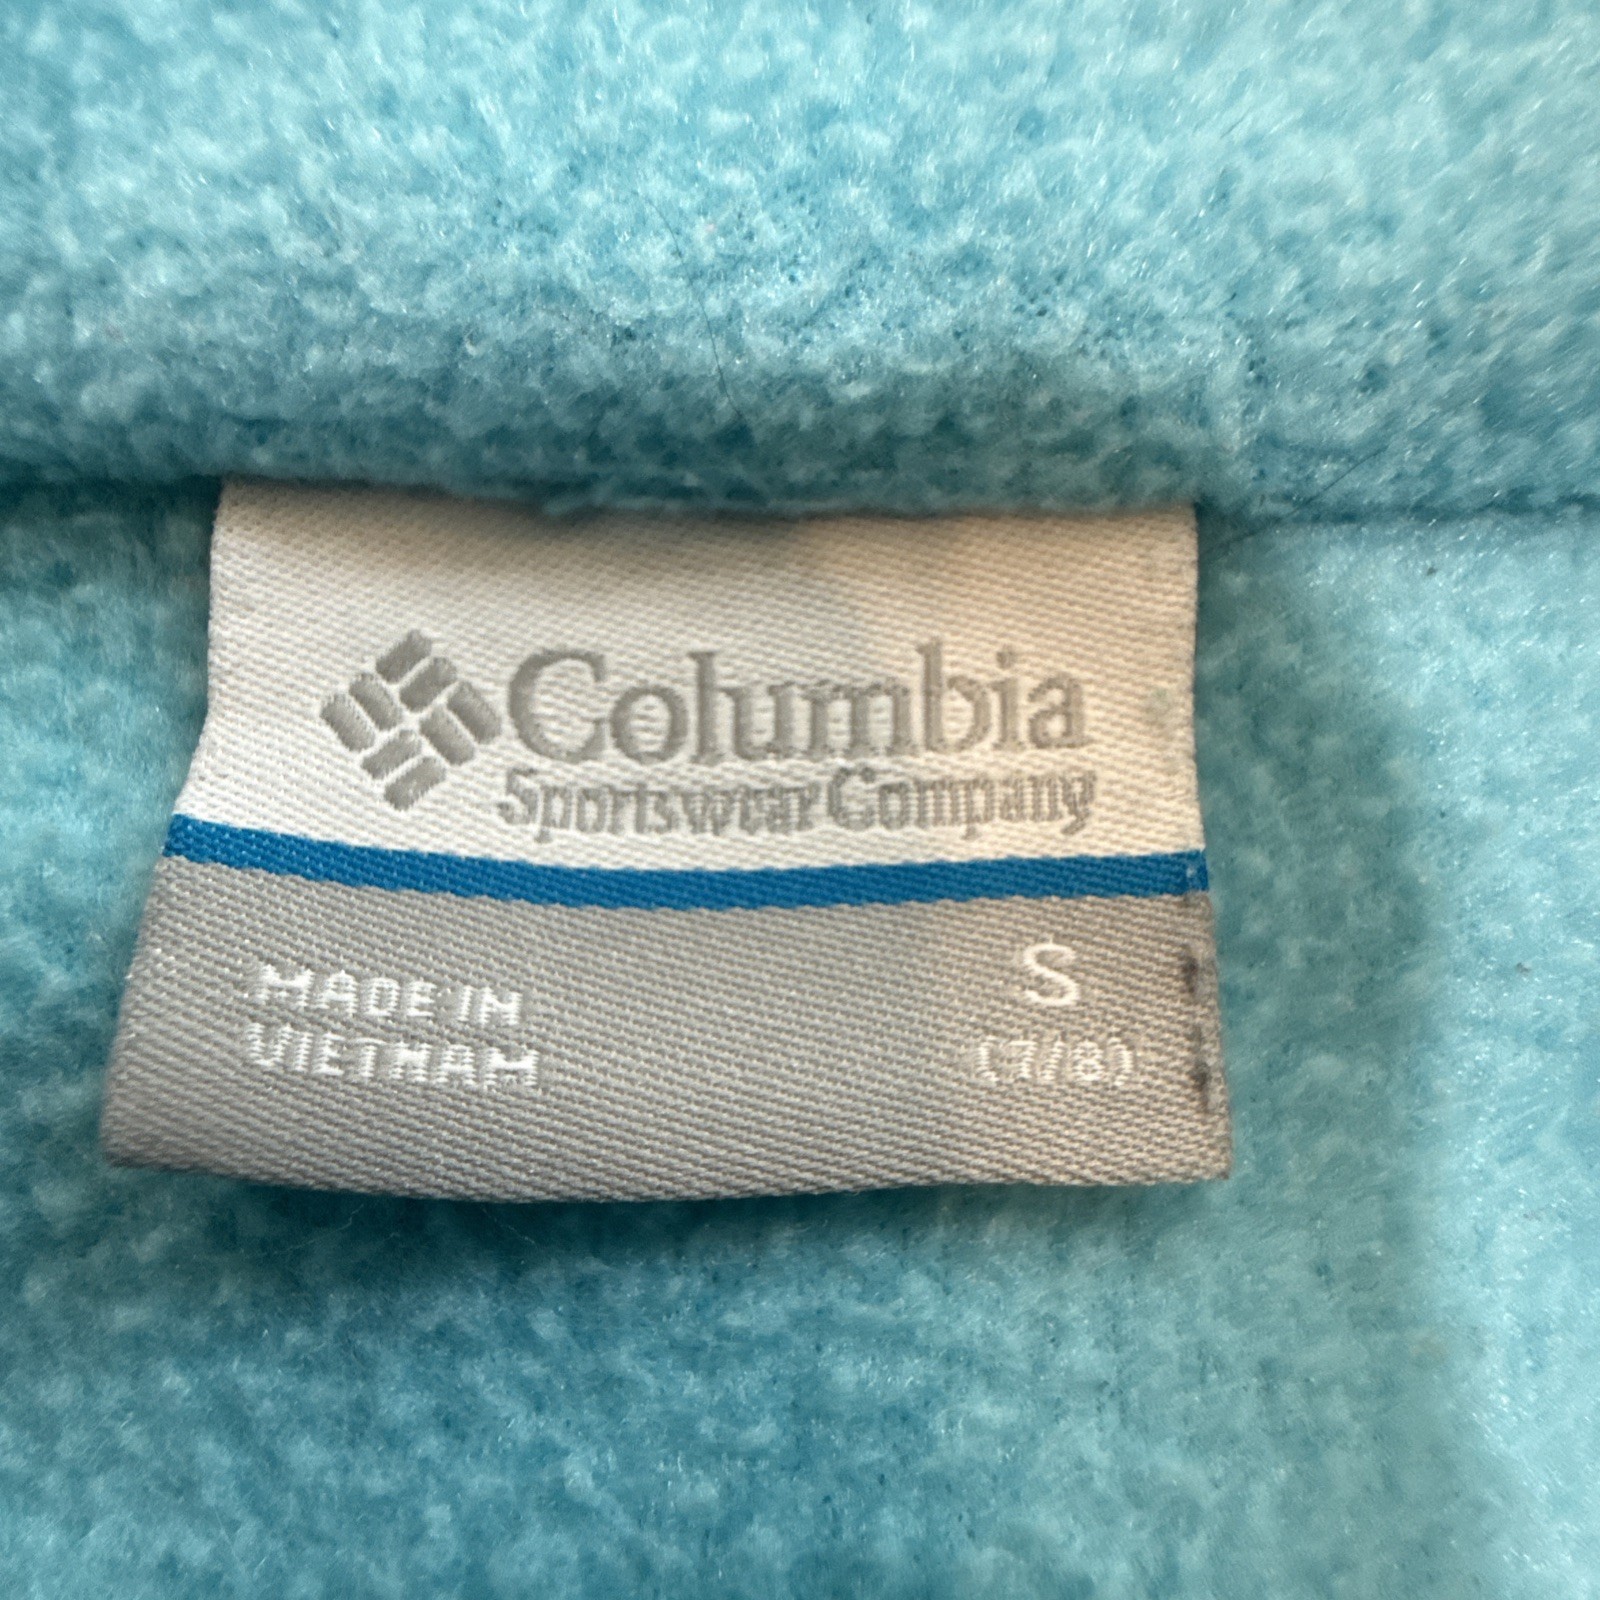 Columbia
Sportswear Company
MADE IN
VIETNAM
S
(7/8)